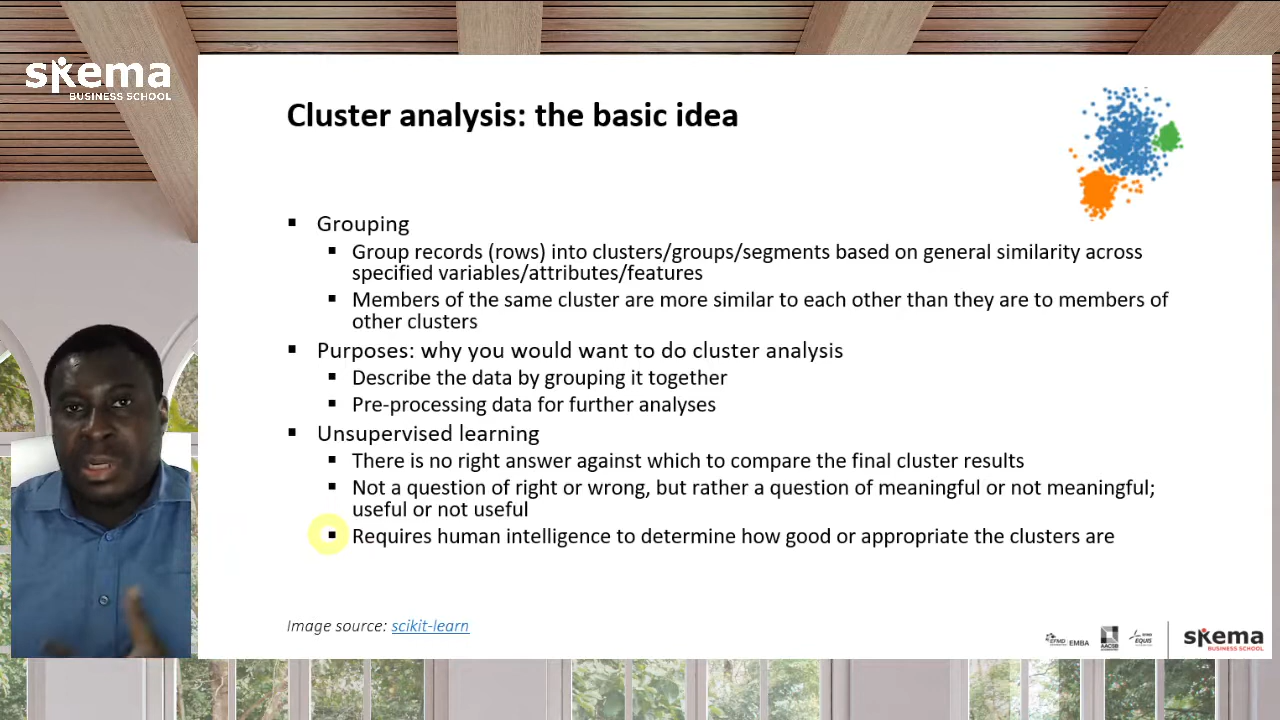 skema
BUSINESS SCHOOL
Cluster analysis: the basic idea
Grouping
Group records (rows) into clusters/groups/segments based on general similarity across
specified variables/attributes/features
Members of the same cluster are more similar to each other than they are to members of
other clusters
Purposes: why you would want to do cluster analysis
Describe the data by grouping it together
Pre-processing data for further analyses
Unsupervised learning
There is no right answer against which to compare the final cluster results
Not a question of right or wrong, but rather a question of meaningful or not meaningful;
useful or not useful
Requires human intelligence to determine how good or appropriate the clusters are
Image source: scikit-learn
EMBA
AACSB
EQUIS
skema
BUSINESS SCHOOL